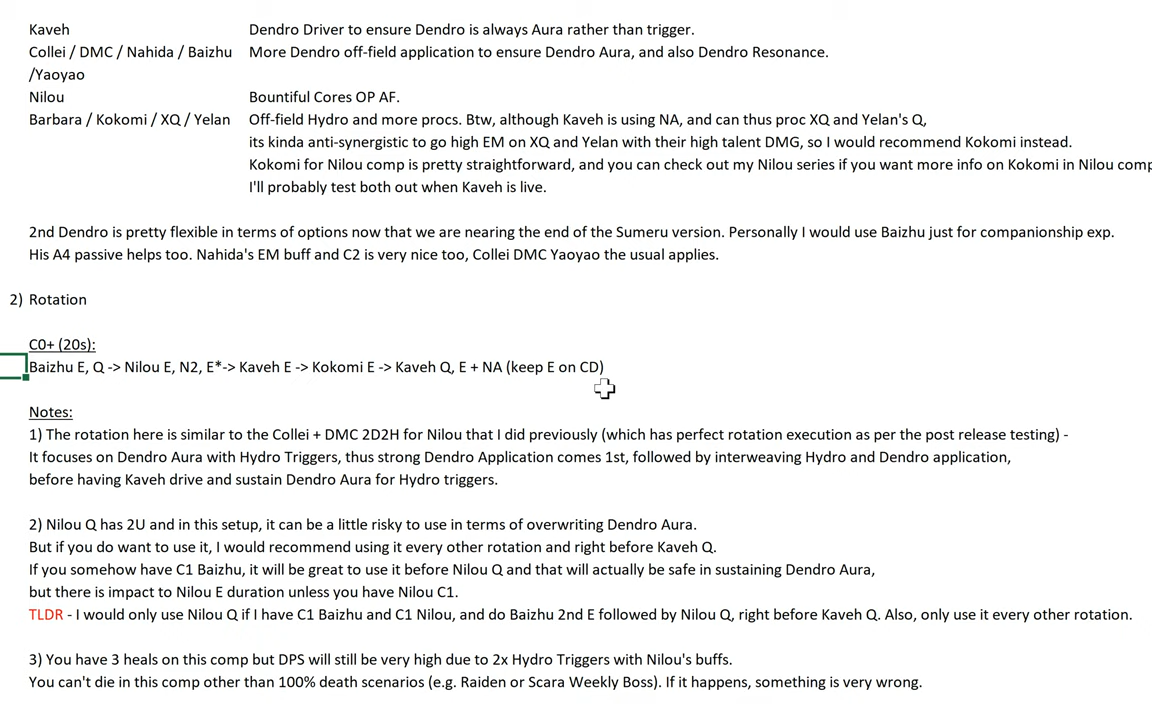 Kaveh Dendro Driver to ensure Dendro is always Aura rather than trigger.
Collei / DMC / Nahida / Baizhu More Dendro off-field application to ensure Dendro Aura, and also Dendro Resonance.
/Yaoyao
Nilou Bountiful Cores OP AF.
Barbara / Kokomi / XQ / Yelan Off-field Hydro and more procs. Btw, although Kaveh is using NA, and can thus proc XQ and Yelan's Q,
its kinda anti-synergistic to go high EM on XQ and Yelan with their high talent DMG, so I would recommend Kokomi instead.
Kokomi for Nilou comp is pretty straightforward, and you can check out my Nilou series if you want more info on Kokomi in Nilou comp
I'll probably test both out when Kaveh is live.
2nd Dendro is pretty flexible in terms of options now that we are nearing the end of the Sumeru version. Personally I would use Baizhu just for companionship exp.
His A4 passive helps too. Nahida's EM buff and C2 is very nice too, Collei DMC Yaoyao the usual applies.
2) Rotation
C0+ (20s):
Baizhu E, Q -> Nilou E, N2, E*-> Kaveh E -> Kokomi E -> Kaveh Q, E + NA (keep E on CD)
Notes:
1) The rotation here is similar to the Collei + DMC 2D2H for Nilou that I did previously (which has perfect rotation execution as per the post release testing) -
It focuses on Dendro Aura with Hydro Triggers, thus strong Dendro Application comes 1st, followed by interweaving Hydro and Dendro application,
before having Kaveh drive and sustain Dendro Aura for Hydro triggers.
2) Nilou Q has 2U and in this setup, it can be a little risky to use in terms of overwriting Dendro Aura.
But if you do want to use it, I would recommend using it every other rotation and right before Kaveh Q.
If you somehow have C1 Baizhu, it will be great to use it before Nilou Q and that will actually be safe in sustaining Dendro Aura,
but there is impact to Nilou E duration unless you have Nilou C1.
TLDR - I would only use Nilou Q if I have C1 Baizhu and C1 Nilou, and do Baizhu 2nd E followed by Nilou Q, right before Kaveh Q. Also, only use it every other rotation.
3) You have 3 heals on this comp but DPS will still be very high due to 2x Hydro Triggers with Nilou's buffs.
You can't die in this comp other than 100% death scenarios (e.g. Raiden or Scara Weekly Boss). If it happens, something is very wrong.